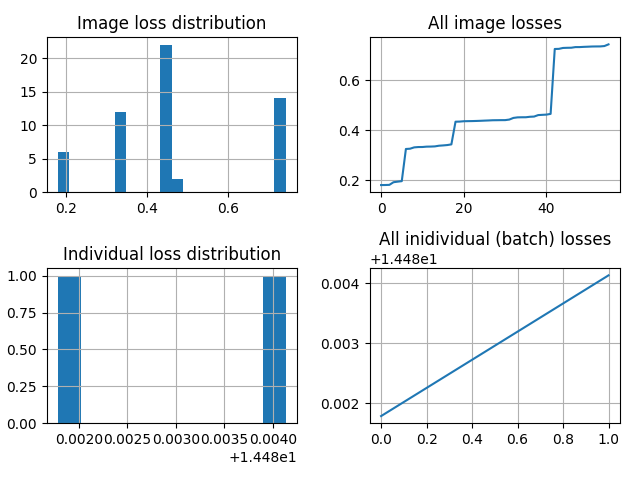 Image loss distribution
20
15
10
5
0
0.2 0.4 0.6
All image losses
0.6
0.4
0.2
0 20 40
Individual loss distribution
1.00
0.75
0.50
0.25
0.00
0.0020 0.0025 0.0030 0.0035 0.0040
+1.448e1
All inidividual (batch) losses
+1.448e1
0.004
0.003
0.002
0.0 0.2 0.4 0.6 0.8 1.0